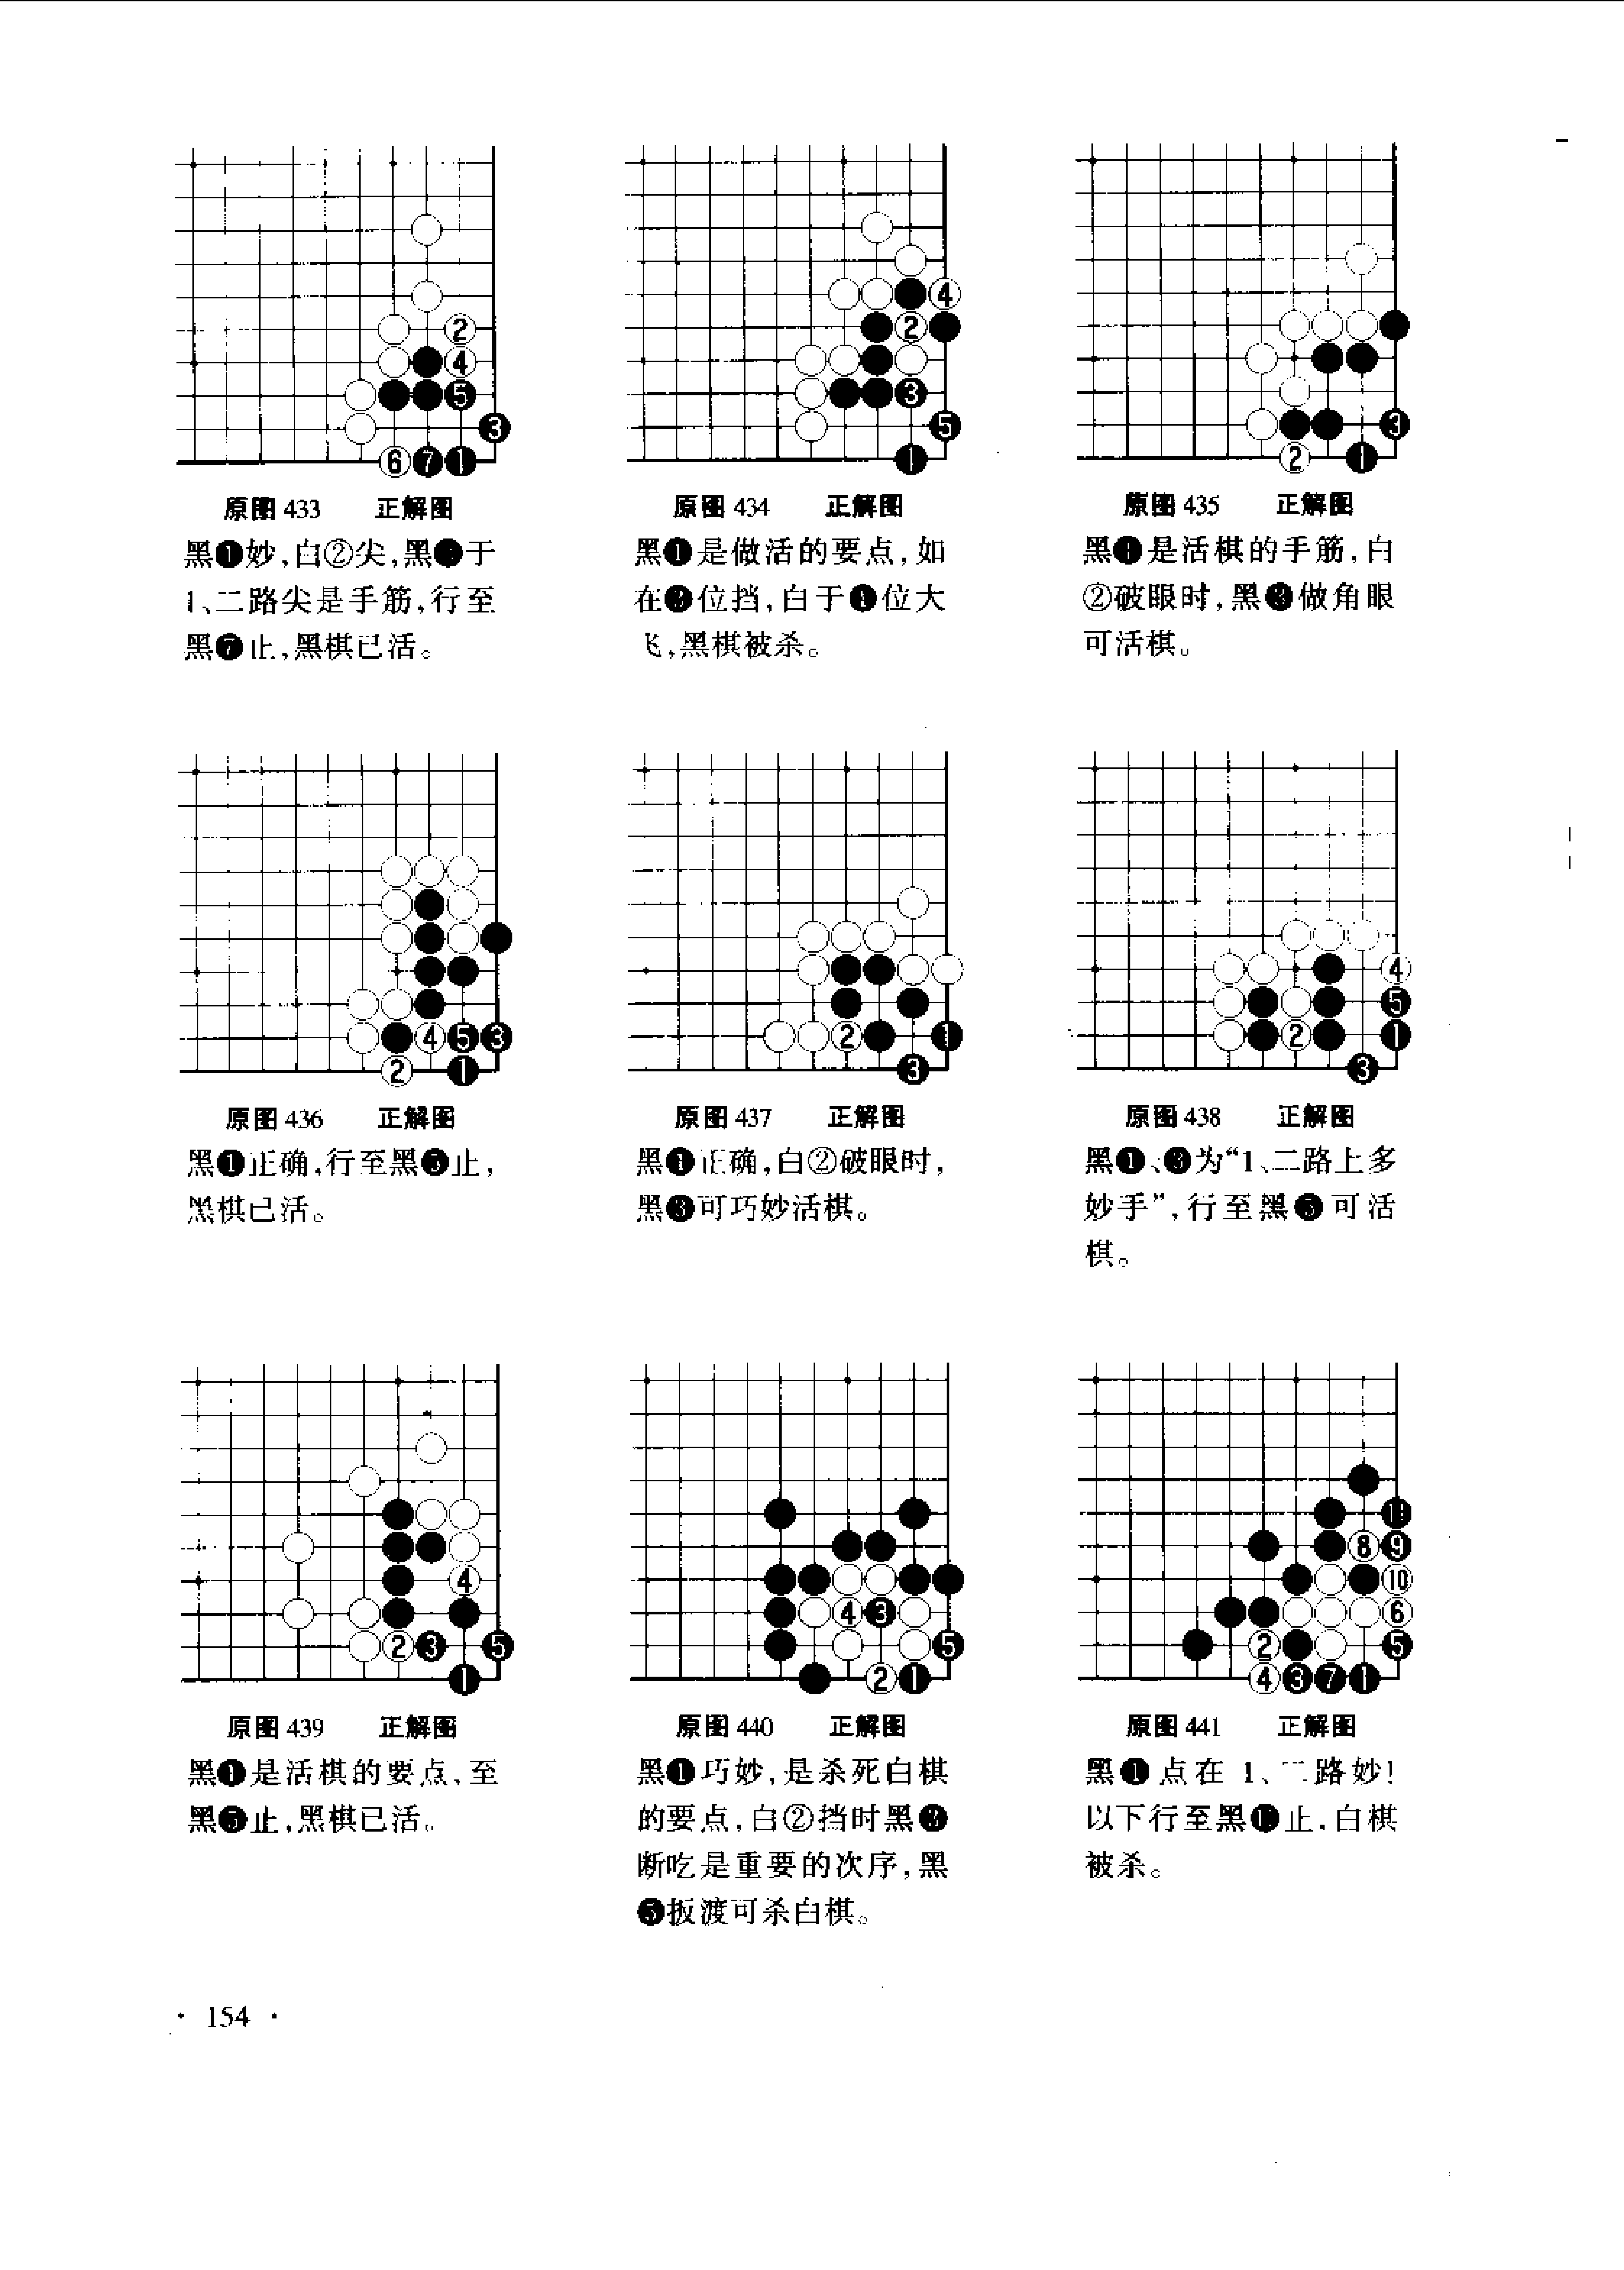 原图 433 正解图
黑❶妙,白②尖,黑❸于
1、二路尖是手筋,行至
黑❼止,黑棋已活。
原图 434 正解图
黑❶是做活的要点,如
在❸位挡,白于❶位大
飞,黑棋被杀。
原图 435 正解图
黑❶是活棋的手筋,白
②破眼时,黑❸做角眼
可活棋。
原图 436 正解图
黑❶正确,行至黑❺止,
黑棋已活。
原图 437 正解图
黑❶正确,白②破眼时,
黑❸可巧妙活棋。
原图 438 正解图
黑❶、❸为“1、二路上多
妙手”,行至黑❺可活
棋。
原图 439 正解图
黑❶是活棋的要点、至
黑❺止,黑棋已活。
原图 440 正解图
黑❶巧妙,是杀死白棋
的要点,白②挡时黑❸
断吃是重要的次序,黑
❺扳渡可杀白棋。
原图 441 正解图
黑❶点在 1、二路妙!
以下行至黑⓫止,白棋
被杀。
· 154 ·